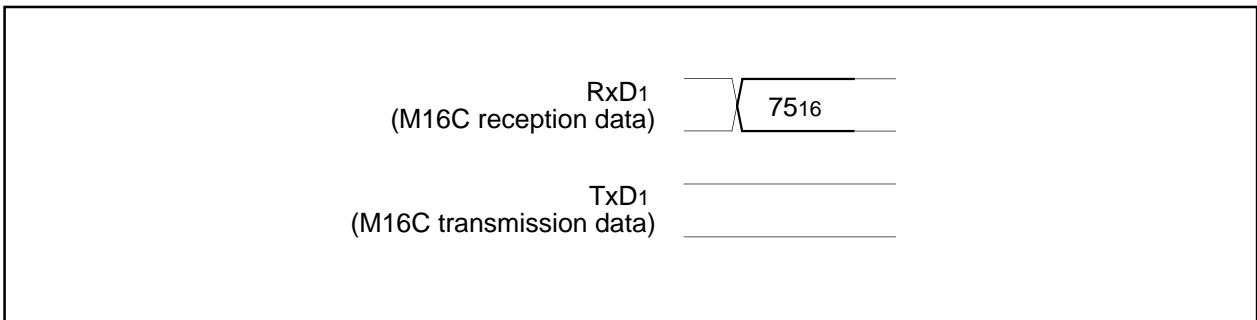 RxD1
(M16C reception data)
7516
TxD1
(M16C transmission data)